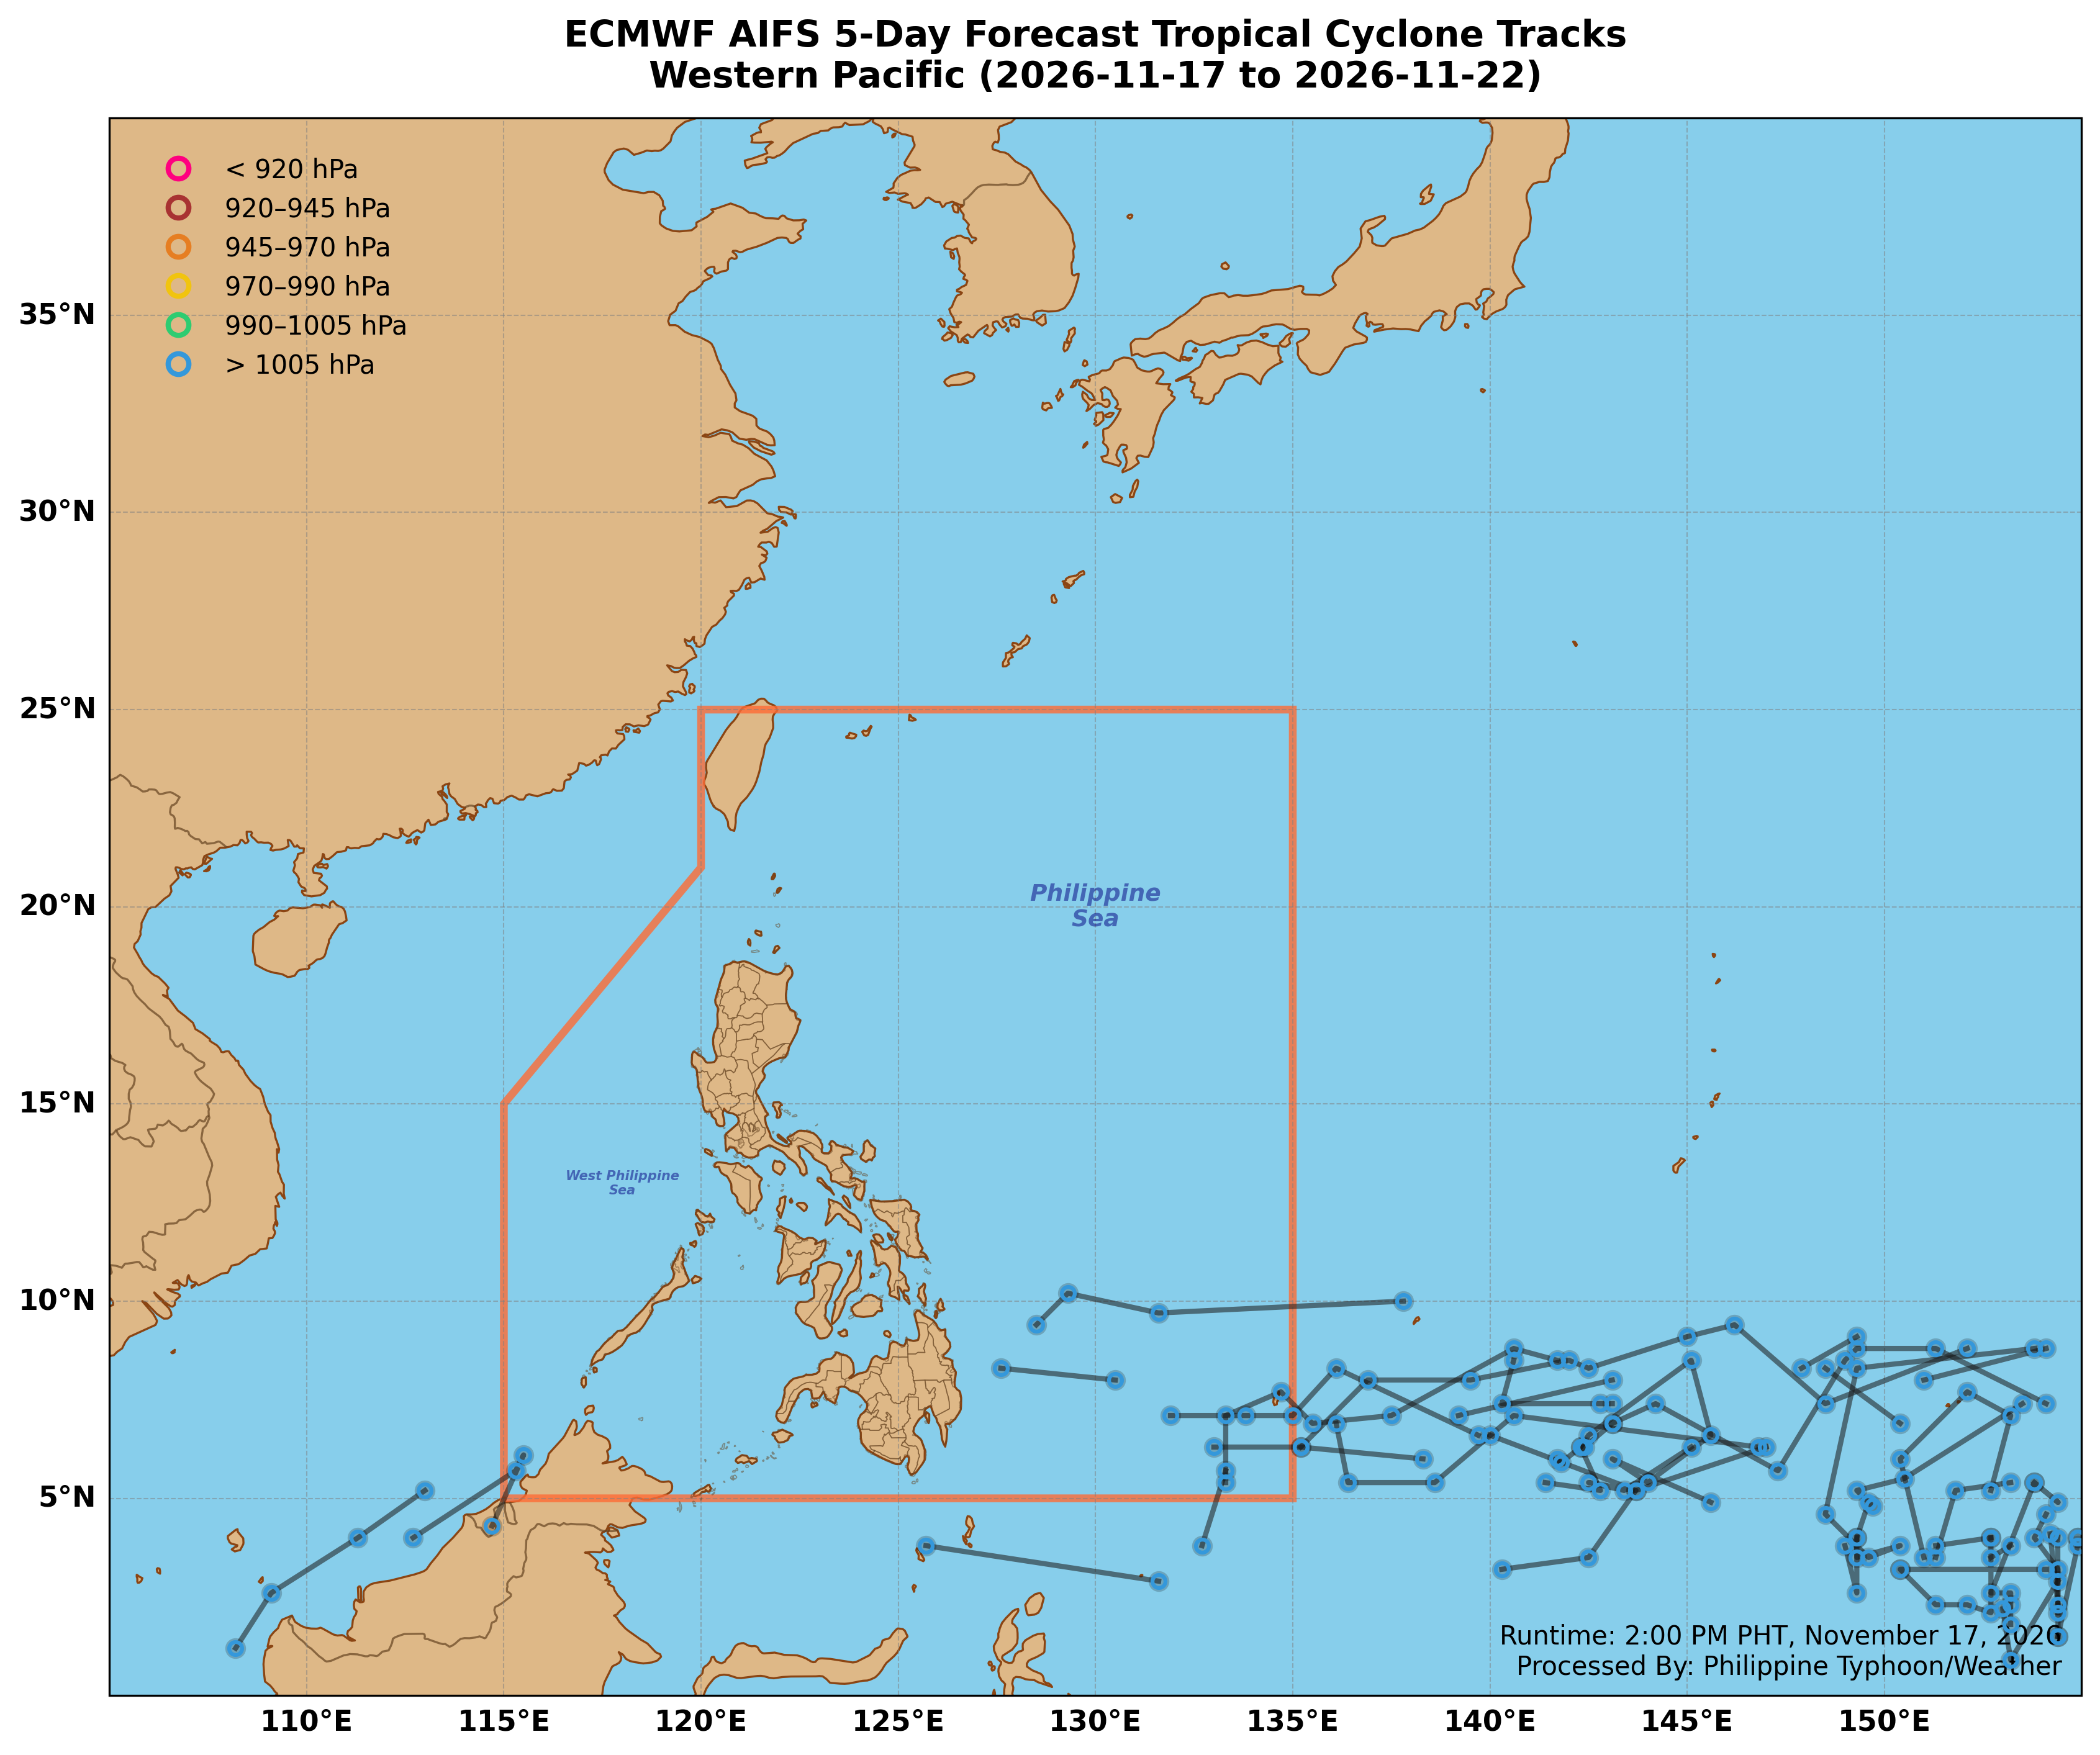 ECMWF AIFS 5-Day Forecast Tropical Cyclone Tracks
Western Pacific (2026-11-17 to 2026-11-22)
< 920 hPa
920–945 hPa
945–970 hPa
970–990 hPa
990–1005 hPa
> 1005 hPa
35°N
30°N
25°N
20°N
15°N
10°N
5°N
Philippine
Sea
West Philippine
Sea
Runtime: 2:00 PM PHT, November 17, 2026
Processed By: Philippine Typhoon/Weather
110°E
115°E
120°E
125°E
130°E
135°E
140°E
145°E
150°E